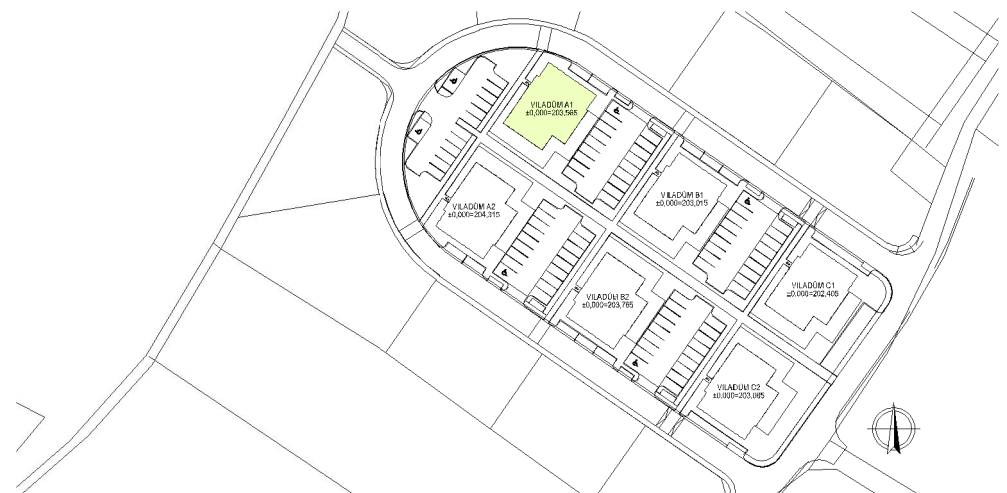 VILADŮM A1
±0,000=203,565
VILADŮM B1
±0,000=203,015
VILADŮM A2
±0,000=204,315
VILADŮM C1
±0,000=202,405
VILADŮM B2
±0,000=203,765
VILADŮM C2
±0,000=203,065